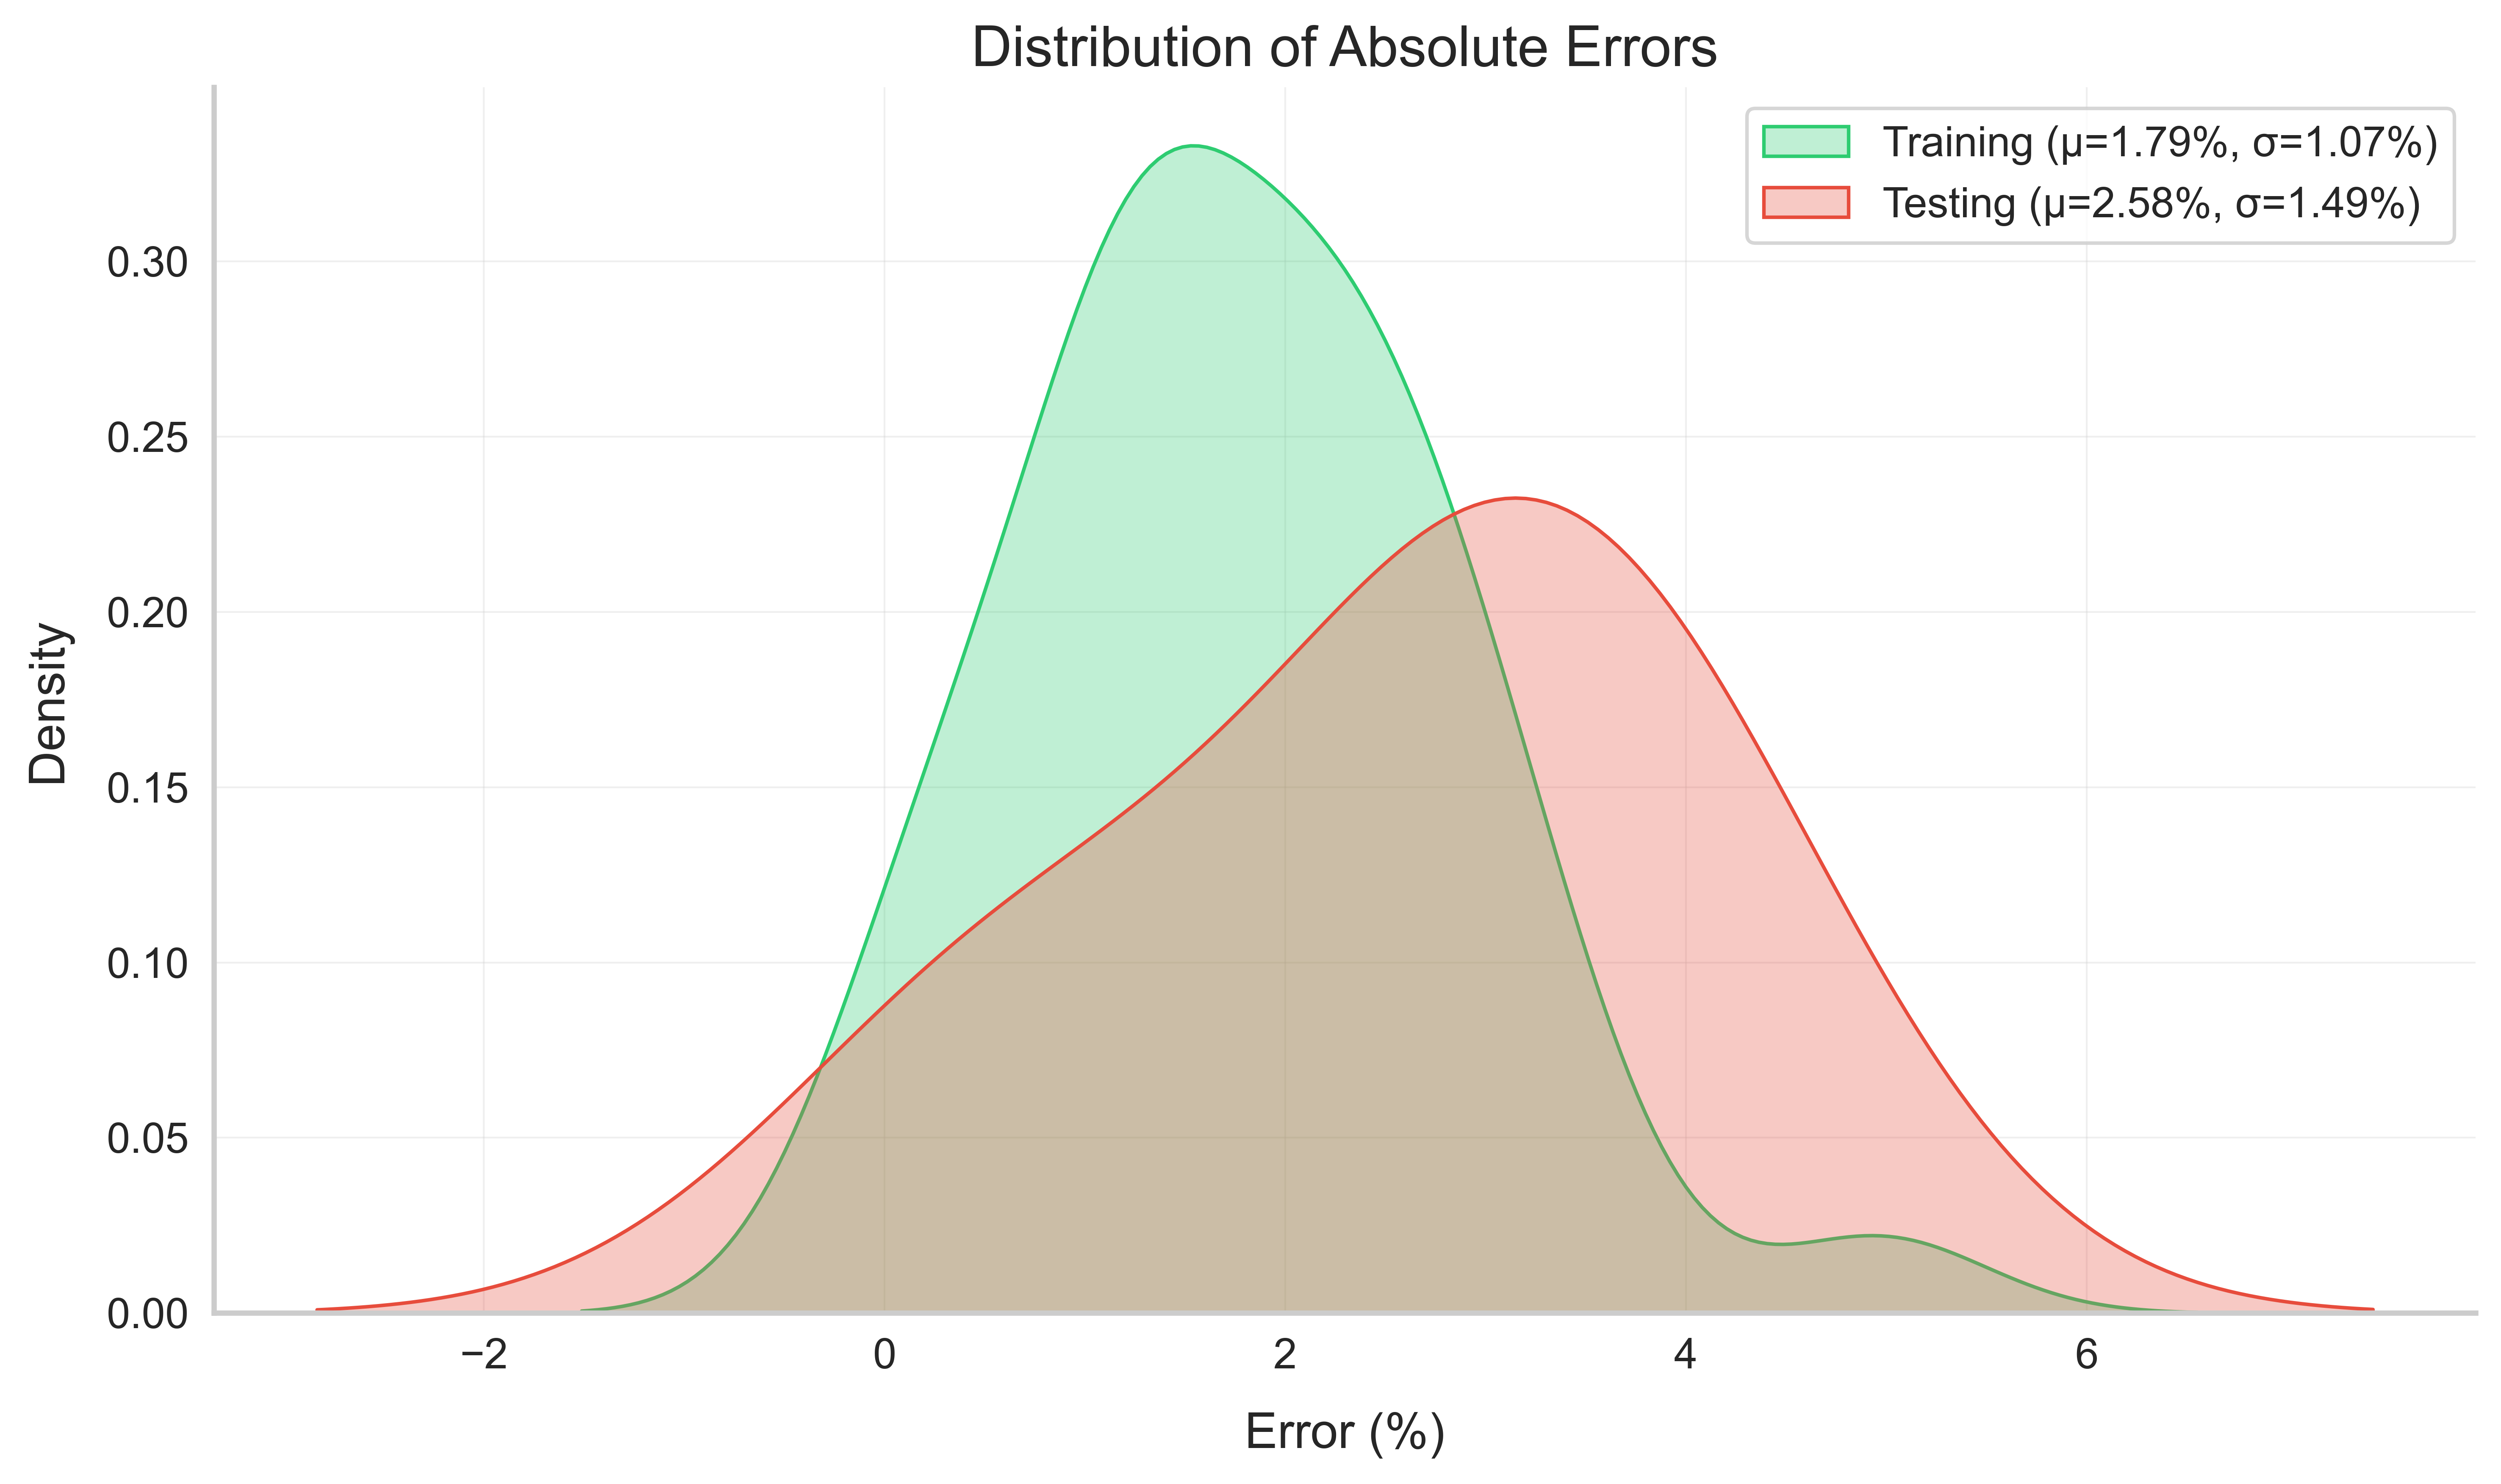 Distribution of Absolute Errors
Training (μ=1.79%, σ=1.07%)
Testing (μ=2.58%, σ=1.49%)
Density
0.30
0.25
0.20
0.15
0.10
0.05
0.00
−2
0
2
4
6
Error (%)